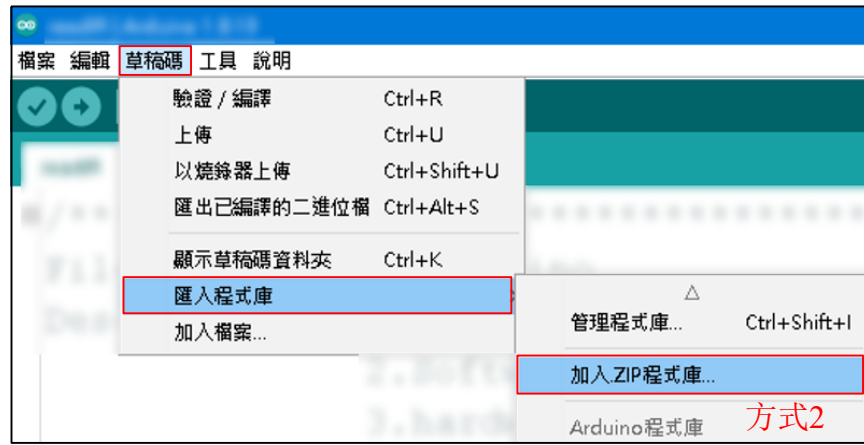 檔案 編輯 草稿碼 工具 說明
驗證 / 編譯 Ctrl+R
上傳 Ctrl+U
以燒錄器上傳 Ctrl+Shift+U
匯出已編譯的二進位檔 Ctrl+Alt+S
顯示草稿碼資料夾 Ctrl+K
匯入程式庫
加入檔案...
△
管理程式庫... Ctrl+Shift+I
加入.ZIP程式庫...
Arduino程式庫
方式2